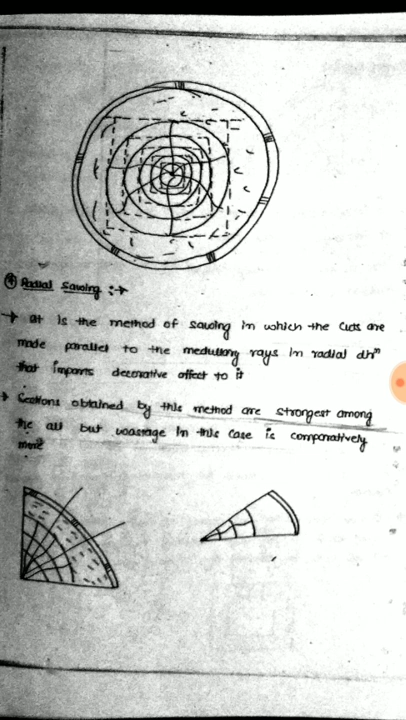 ④ Radial Sawing :→
→ It is the method of sawing in which the cuts are
made parallel to the medullary rays in radial dirⁿ
that imparts decorative affect to it
→ Sections obtained by this method are strongest among
the all but wastage in this case is comparatively
more